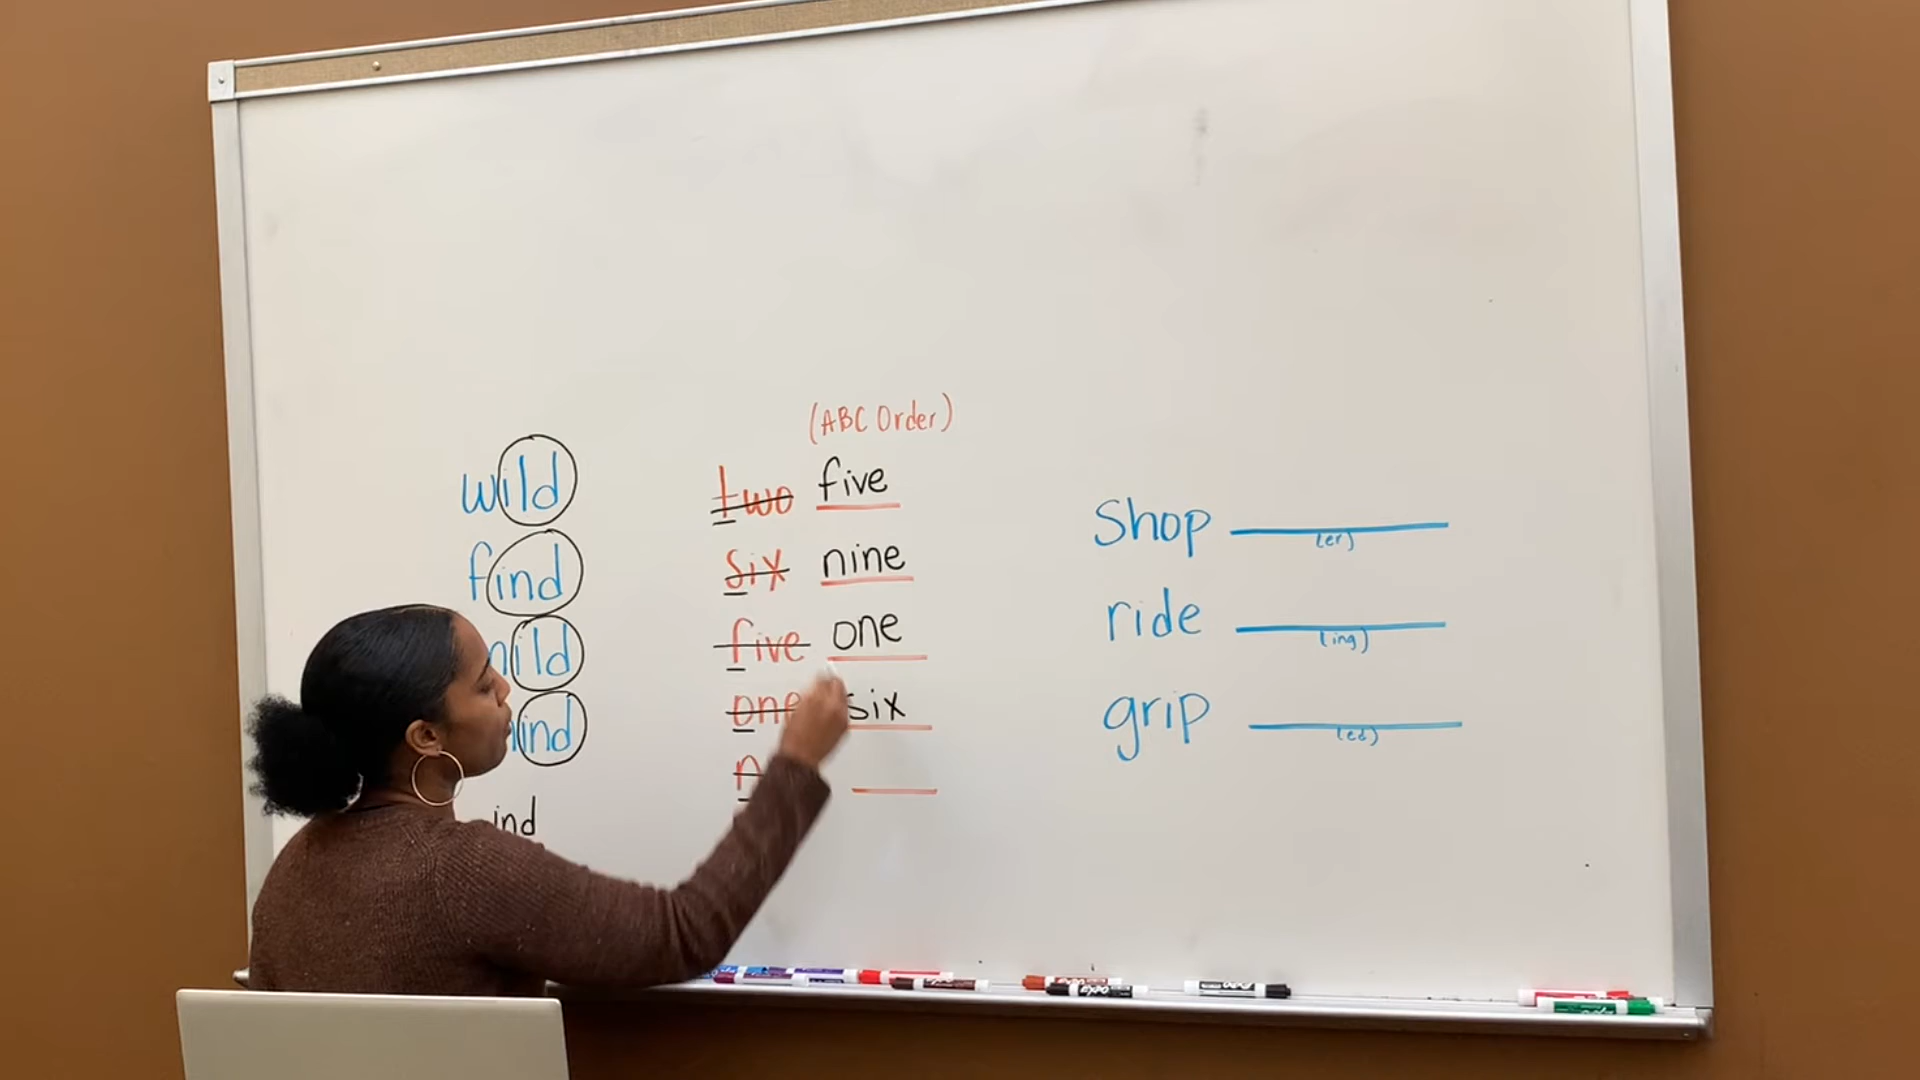 (ABC Order)
wild
find
ild
ind
ind
two five
six nine
five one
one six
Shop
(er)
ride
(ing)
grip
(ed)